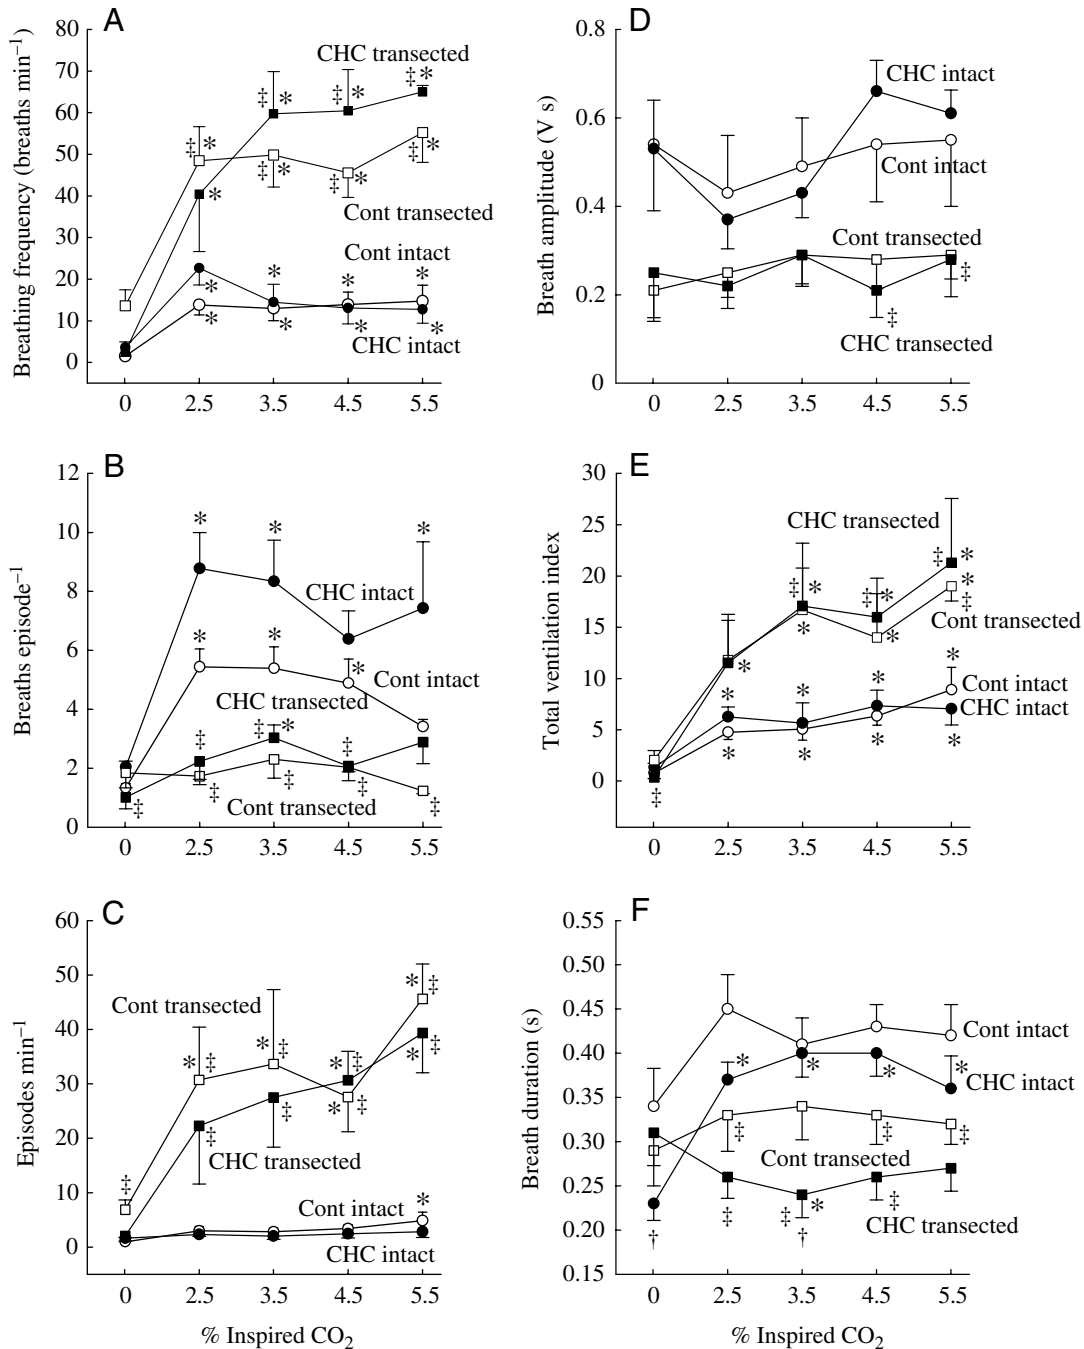 A
Breathing frequency (breaths min⁻¹)
80
70
60
50
40
30
20
10
0
CHC transected
‡ *
‡ *
‡ *
‡ *
*
‡ *
‡ *
‡ *
Cont transected
Cont intact
*
*
*
*
*
*
*
*
CHC intact
0 2.5 3.5 4.5 5.5
D
Breath amplitude (V s)
0.8
0.6
0.4
0.2
0
CHC intact
Cont intact
Cont transected
‡
‡
CHC transected
0 2.5 3.5 4.5 5.5
B
Breaths episode⁻¹
12
10
8
6
4
2
0
* * *
CHC intact
* *
*
Cont intact
CHC transected
‡ ‡ * ‡
‡ ‡ ‡ ‡ ‡
Cont transected
0 2.5 3.5 4.5 5.5
E
Total ventilation index
30
25
20
15
10
5
0
CHC transected
‡ *
‡ *
‡ *
*
‡
Cont transected
*
*
*
*
Cont intact
* * *
CHC intact
* * * *
‡
0 2.5 3.5 4.5 5.5
C
Episodes min⁻¹
60
50
40
30
20
10
0
Cont transected
* ‡
* ‡
* ‡
* ‡
* ‡
‡
* ‡
‡
‡
CHC transected
Cont intact
*
CHC intact
0 2.5 3.5 4.5 5.5
% Inspired CO₂
F
Breath duration (s)
0.55
0.50
0.45
0.40
0.35
0.30
0.25
0.20
0.15
Cont intact
* * * *
CHC intact
‡ ‡ ‡
Cont transected
‡ ‡ * ‡
CHC transected
† †
0 2.5 3.5 4.5 5.5
% Inspired CO₂